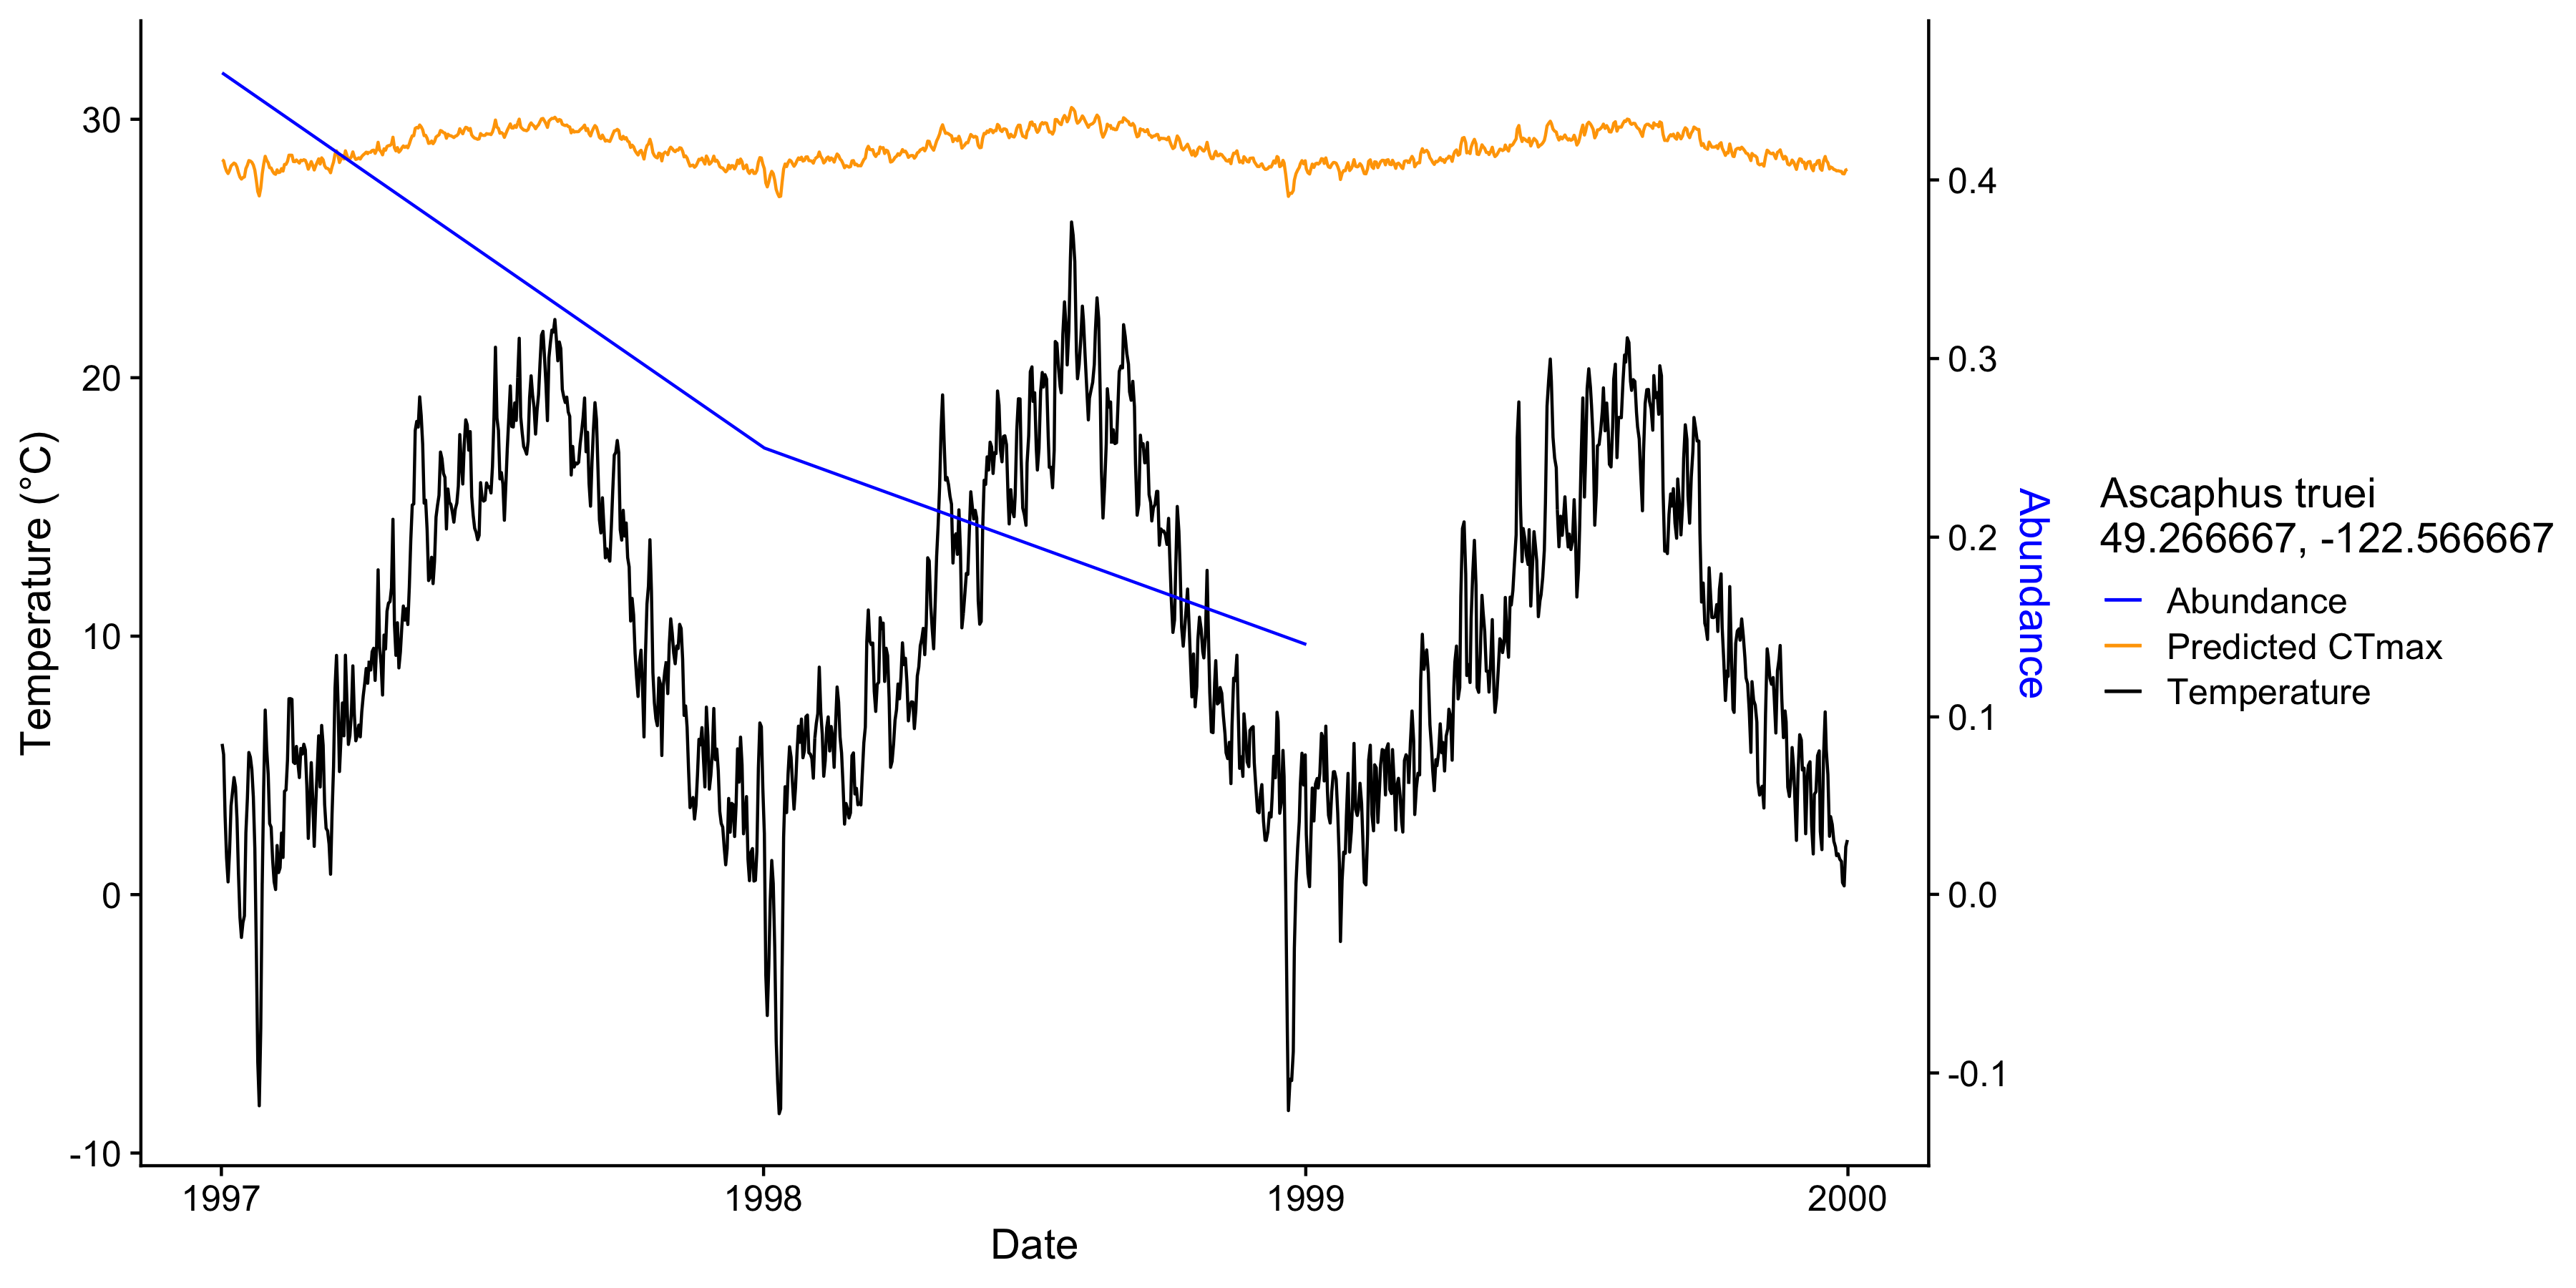 30
20
10
0
-10
Temperature (°C)
1997
1998
1999
2000
Date
0.4
0.3
0.2
0.1
0.0
-0.1
Abundance
Ascaphus truei
49.266667, -122.566667
Abundance
Predicted CTmax
Temperature